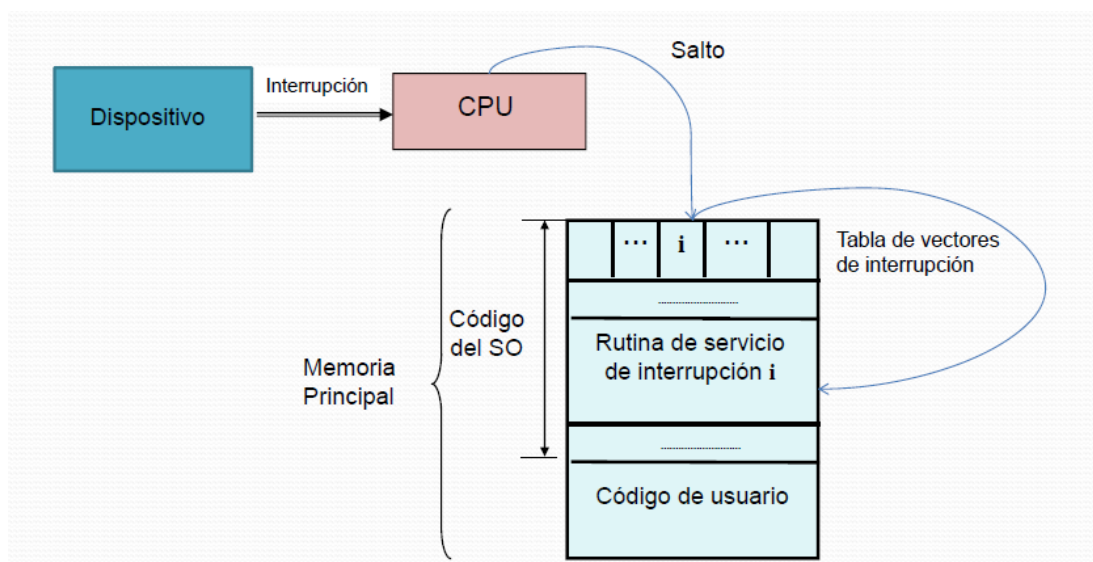 Salto
Interrupción
Dispositivo
CPU
... i ...
Tabla de vectores
de interrupción
Código
del SO
Rutina de servicio
de interrupción i
Memoria
Principal
Código de usuario